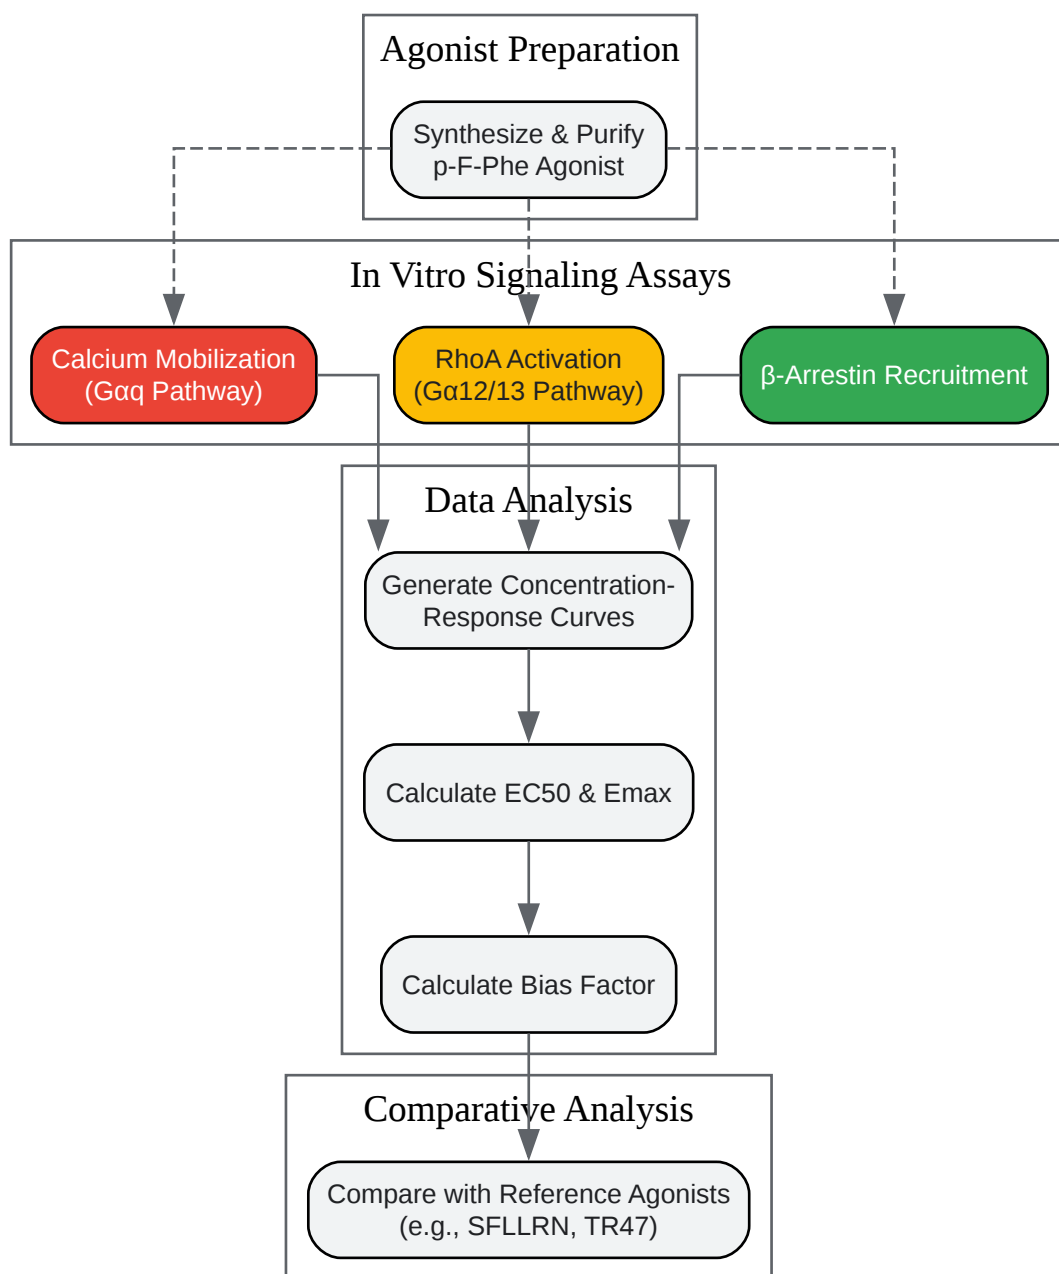 Agonist Preparation
Synthesize & Purify
p-F-Phe Agonist
In Vitro Signaling Assays
Calcium Mobilization
(Gαq Pathway)
RhoA Activation
(Gα12/13 Pathway)
β-Arrestin Recruitment
Data Analysis
Generate Concentration-
Response Curves
Calculate EC50 & Emax
Calculate Bias Factor
Comparative Analysis
Compare with Reference Agonists
(e.g., SFLLRN, TR47)